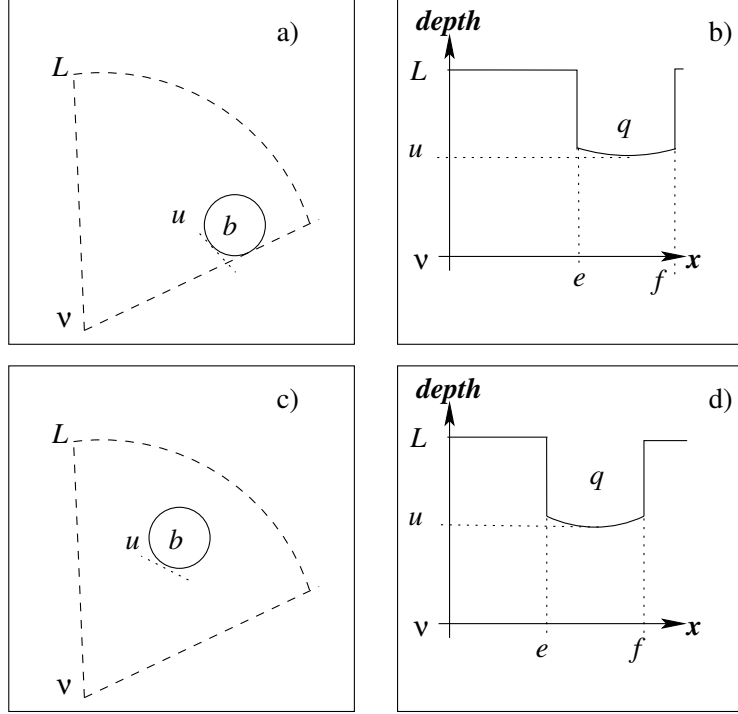 a)
L
u
b
ν
b)
depth
L
q
u
ν
x
e
f
c)
L
u
b
ν
d)
depth
L
q
u
ν
x
e
f